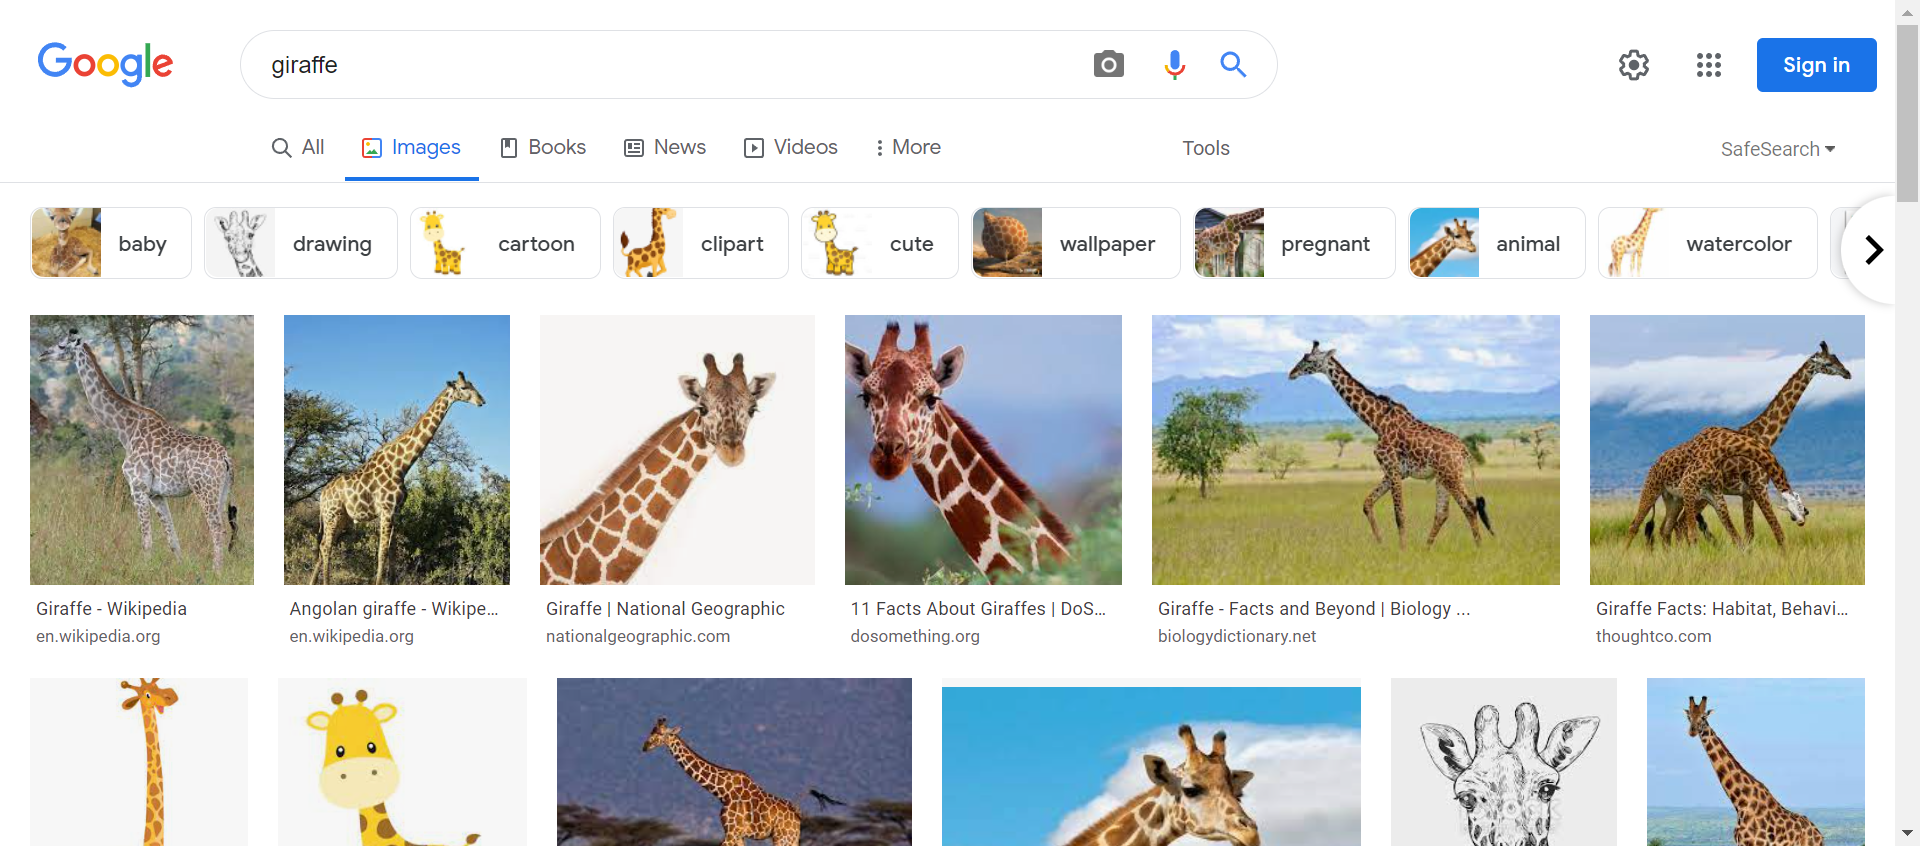 Google
giraffe
Sign in
All
Images
Books
News
Videos
More
Tools
SafeSearch
baby
drawing
cartoon
clipart
cute
wallpaper
pregnant
animal
watercolor
Giraffe - Wikipedia
en.wikipedia.org
Angolan giraffe - Wikipe...
en.wikipedia.org
Giraffe | National Geographic
nationalgeographic.com
11 Facts About Giraffes | DoS...
dosomething.org
Giraffe - Facts and Beyond | Biology ...
biologydictionary.net
Giraffe Facts: Habitat, Behavi...
thoughtco.com